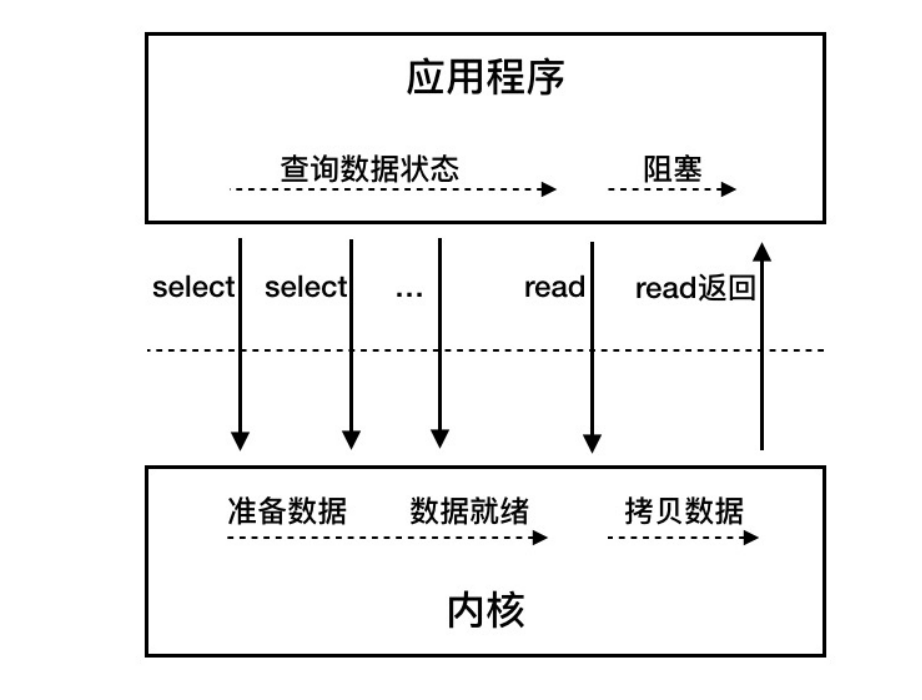 应用程序
查询数据状态 阻塞
select select ... read read返回
准备数据 数据就绪 拷贝数据
内核